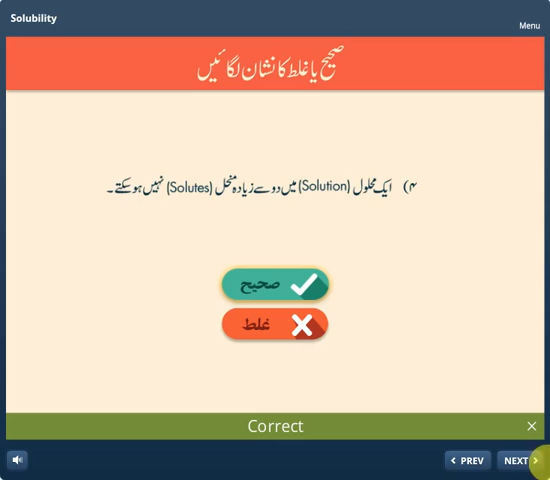 Solubility
Menu
صحیح یا غلط کا نشان لگائیں
۴) ایک محلول (Solution) میں دو سے زیادہ منحل (Solutes) نہیں ہو سکتے۔
صحیح
غلط
Correct
PREV
NEXT